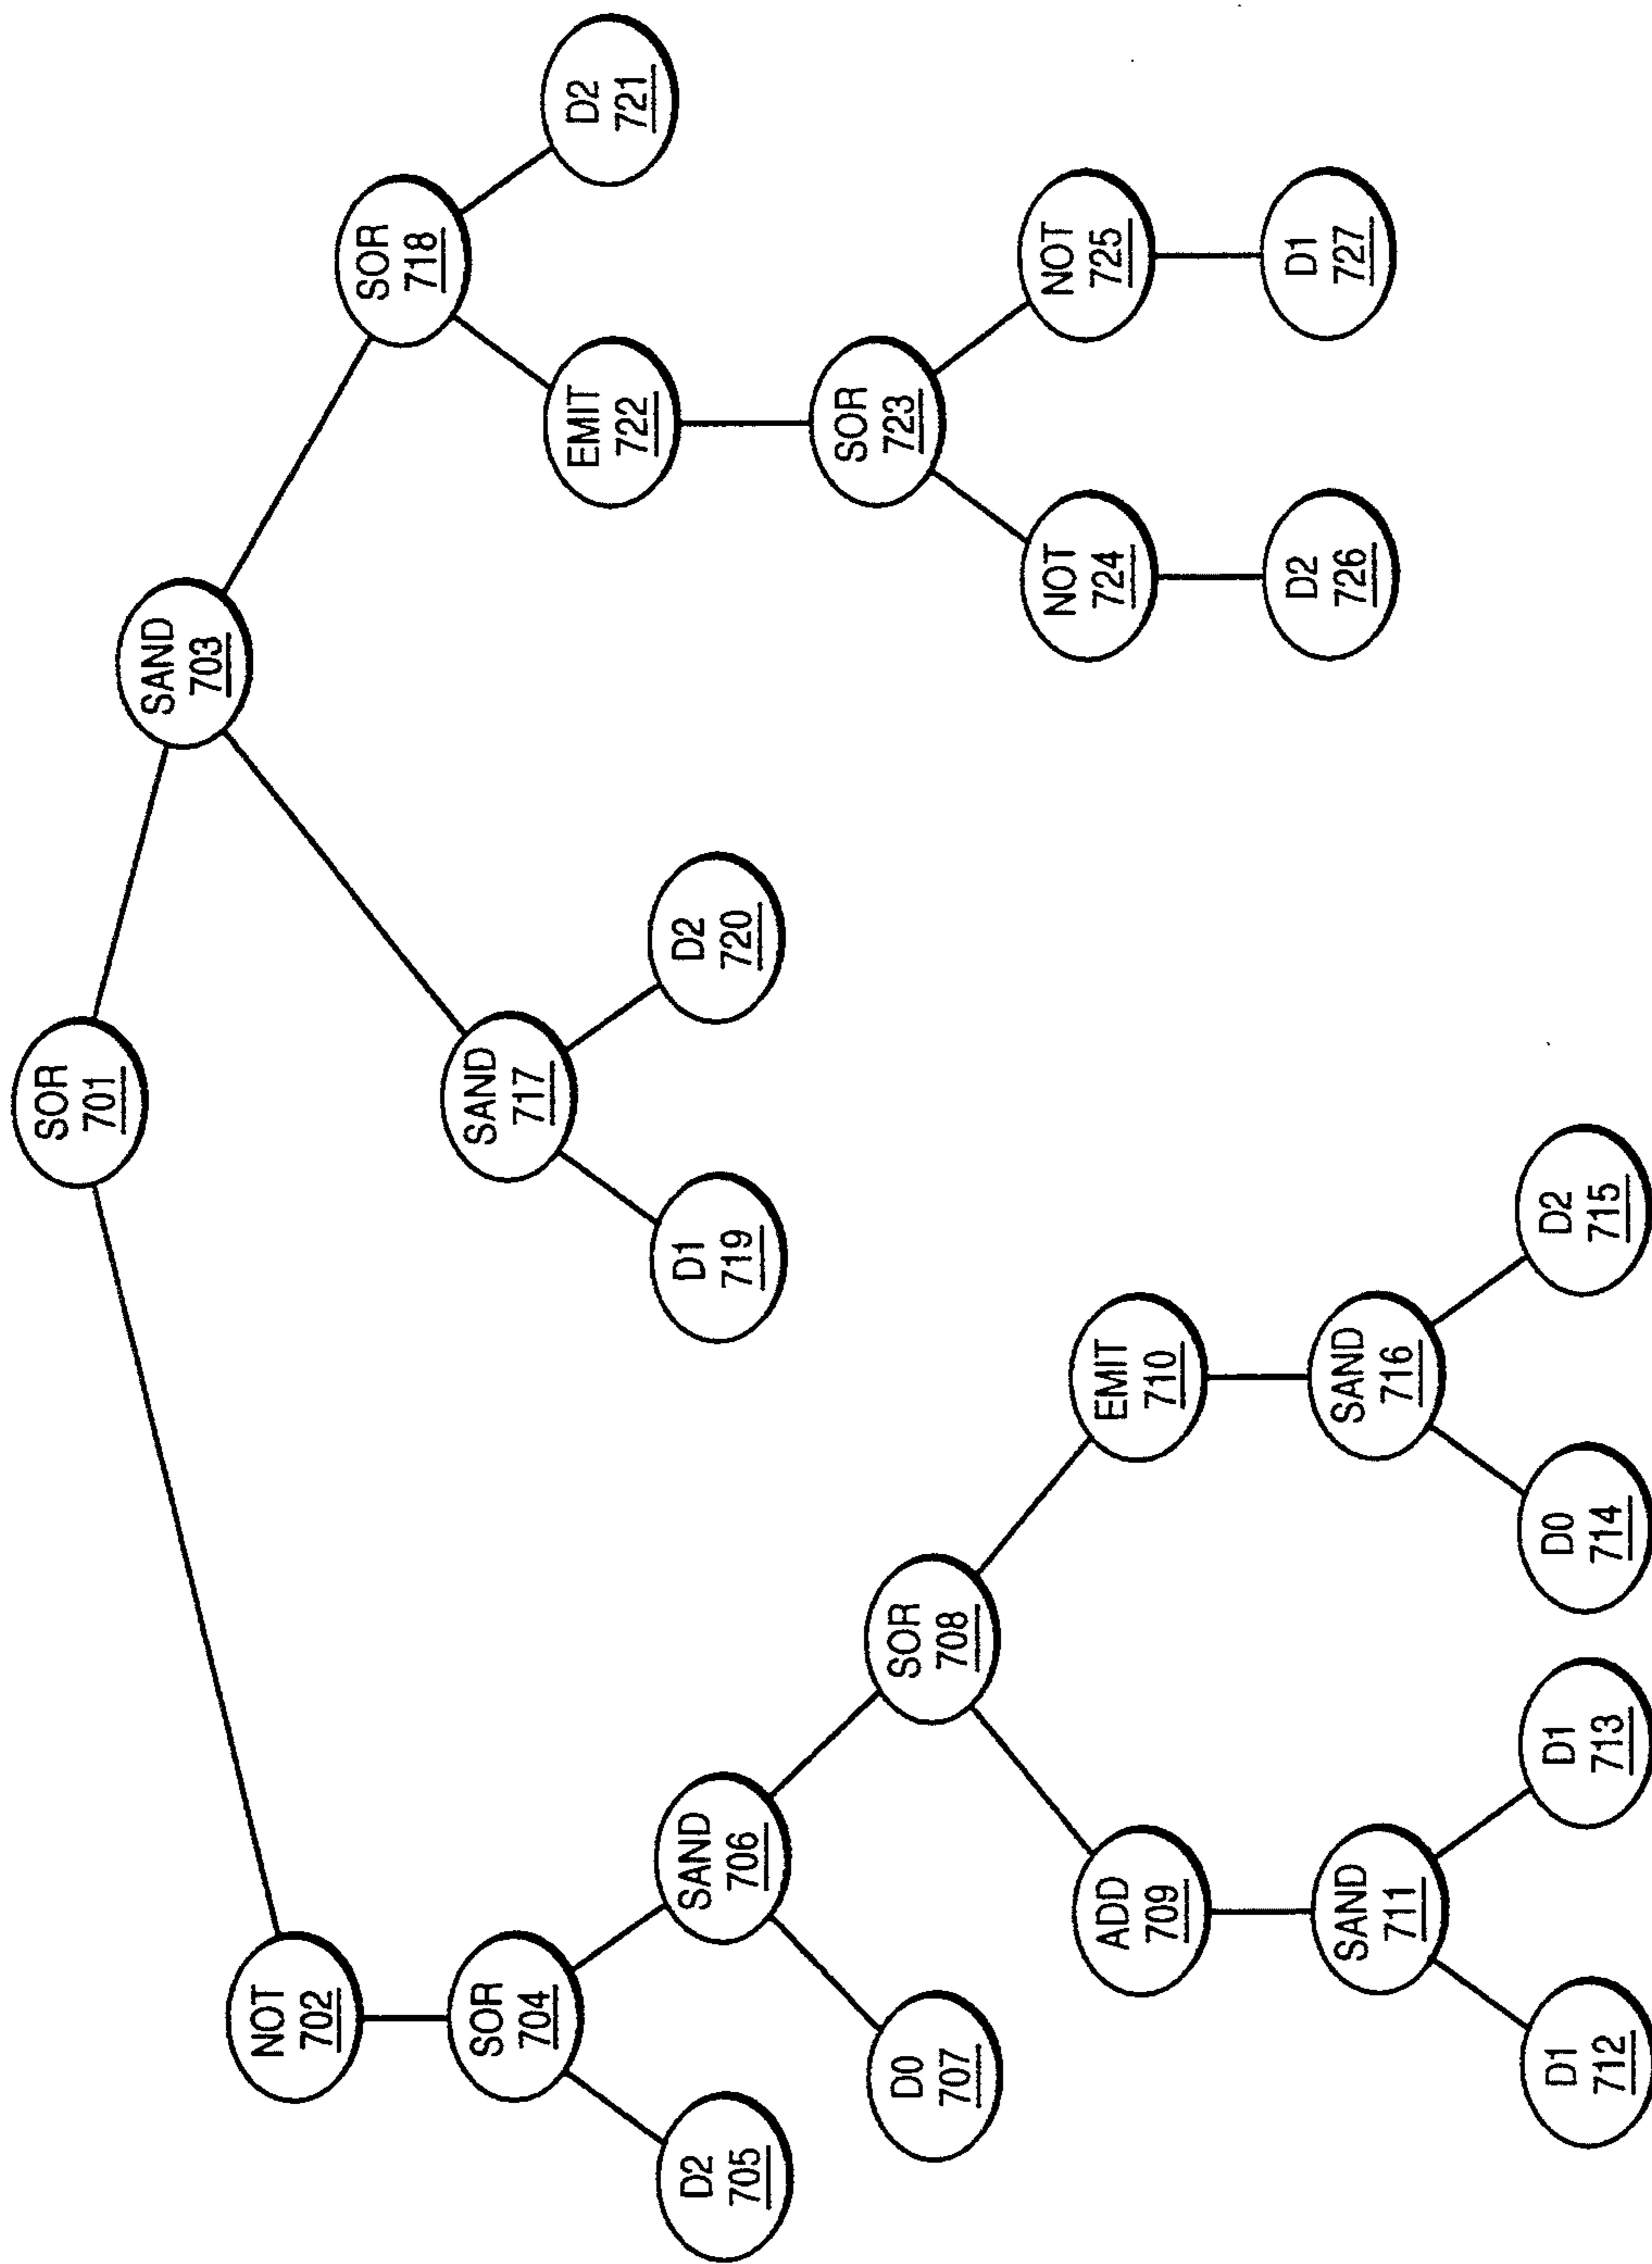 SOR
701
NOT
702
SAND
703
SOR
704
SAND
717
SOR
718
D2
705
SAND
706
D1
719
D2
720
EMIT
722
D2
721
D0
707
SOR
708
SOR
723
ADD
709
EMIT
710
NOT
724
NOT
725
SAND
711
SAND
716
D2
726
D1
727
D1
712
D1
713
D0
714
D2
715